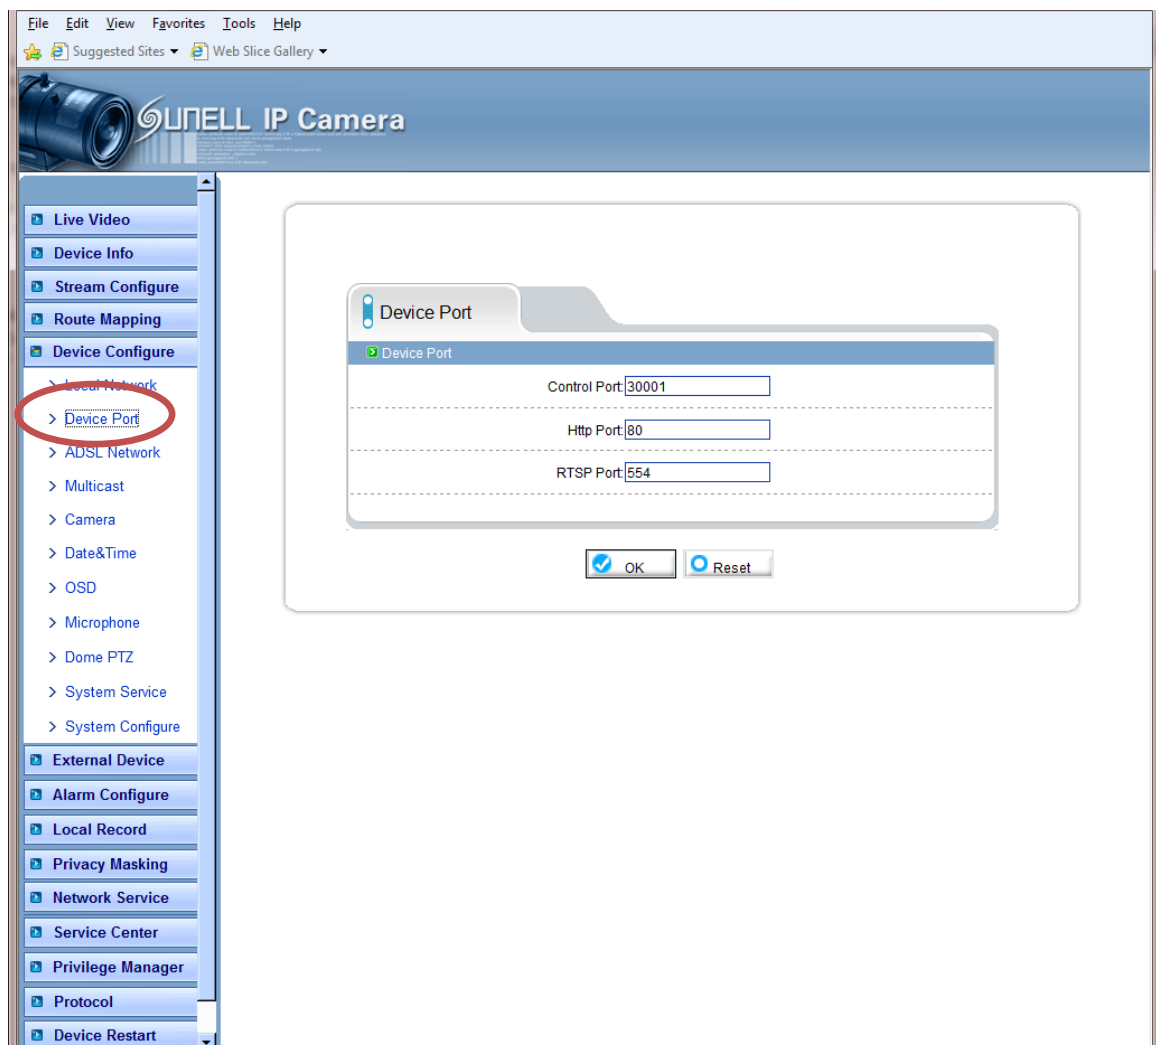 File Edit View Favorites Tools Help
Suggested Sites Web Slice Gallery
SUNELL IP Camera
Live Video
Device Info
Stream Configure
Route Mapping
Device Configure
Local Network
Device Port
ADSL Network
Multicast
Camera
Date&Time
OSD
Microphone
Dome PTZ
System Service
System Configure
External Device
Alarm Configure
Local Record
Privacy Masking
Network Service
Service Center
Privilege Manager
Protocol
Device Restart
Device Port
Device Port
Control Port: 30001
Http Port: 80
RTSP Port: 554
OK Reset